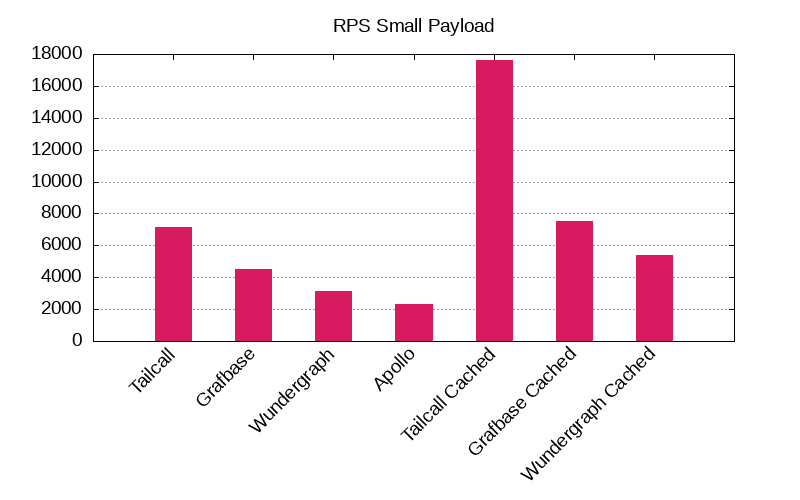 RPS Small Payload
18000
16000
14000
12000
10000
8000
6000
4000
2000
0
Tailcall
Grafbase
Wundergraph
Apollo
Tailcall Cached
Grafbase Cached
Wundergraph Cached